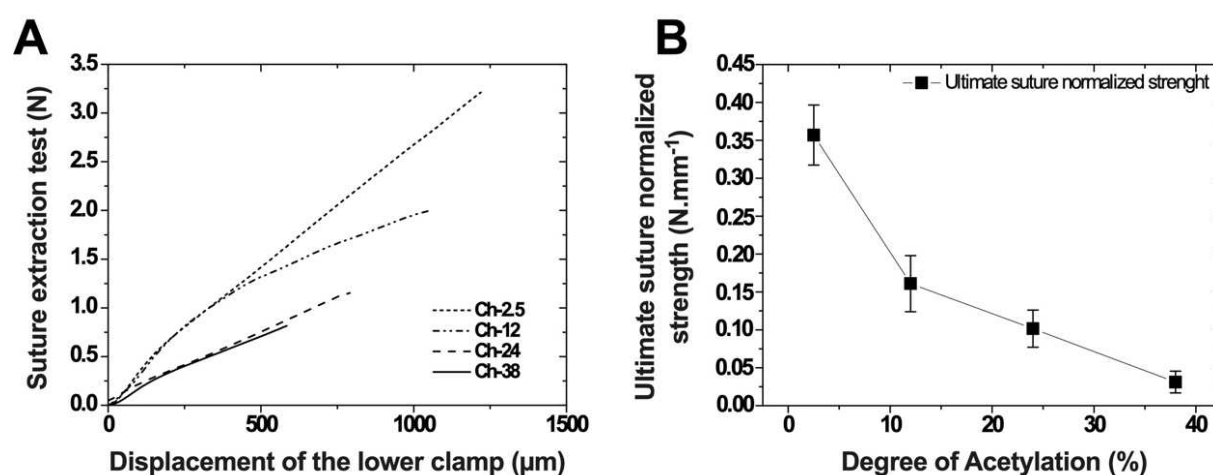 A
Suture extraction test (N)
3.5
3.0
2.5
2.0
1.5
1.0
0.5
0.0
0
500
1000
1500
Displacement of the lower clamp (µm)
Ch-2.5
Ch-12
Ch-24
Ch-38
B
Ultimate suture normalized
strength (N.mm-1)
0.45
0.40
0.35
0.30
0.25
0.20
0.15
0.10
0.05
0.00
0
10
20
30
40
Degree of Acetylation (%)
Ultimate suture normalized strenght